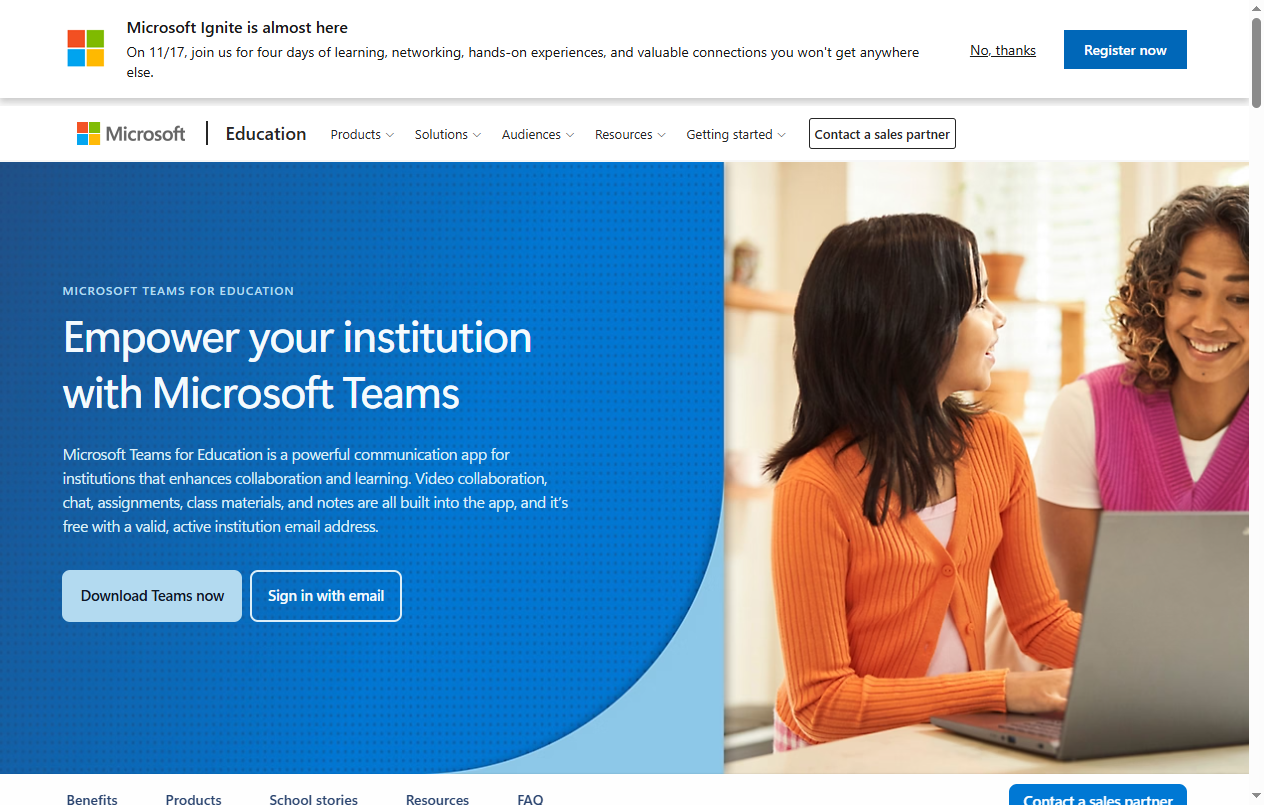 Microsoft Ignite is almost here
On 11/17, join us for four days of learning, networking, hands-on experiences, and valuable connections you won't get anywhere
else.
No, thanks
Register now
Microsoft
Education
Products
Solutions
Audiences
Resources
Getting started
Contact a sales partner
MICROSOFT TEAMS FOR EDUCATION
Empower your institution
with Microsoft Teams
Microsoft Teams for Education is a powerful communication app for
institutions that enhances collaboration and learning. Video collaboration,
chat, assignments, class materials, and notes are all built into the app, and it's
free with a valid, active institution email address.
Download Teams now
Sign in with email
Benefits
Products
School stories
Resources
FAQ
Contact a sales partner